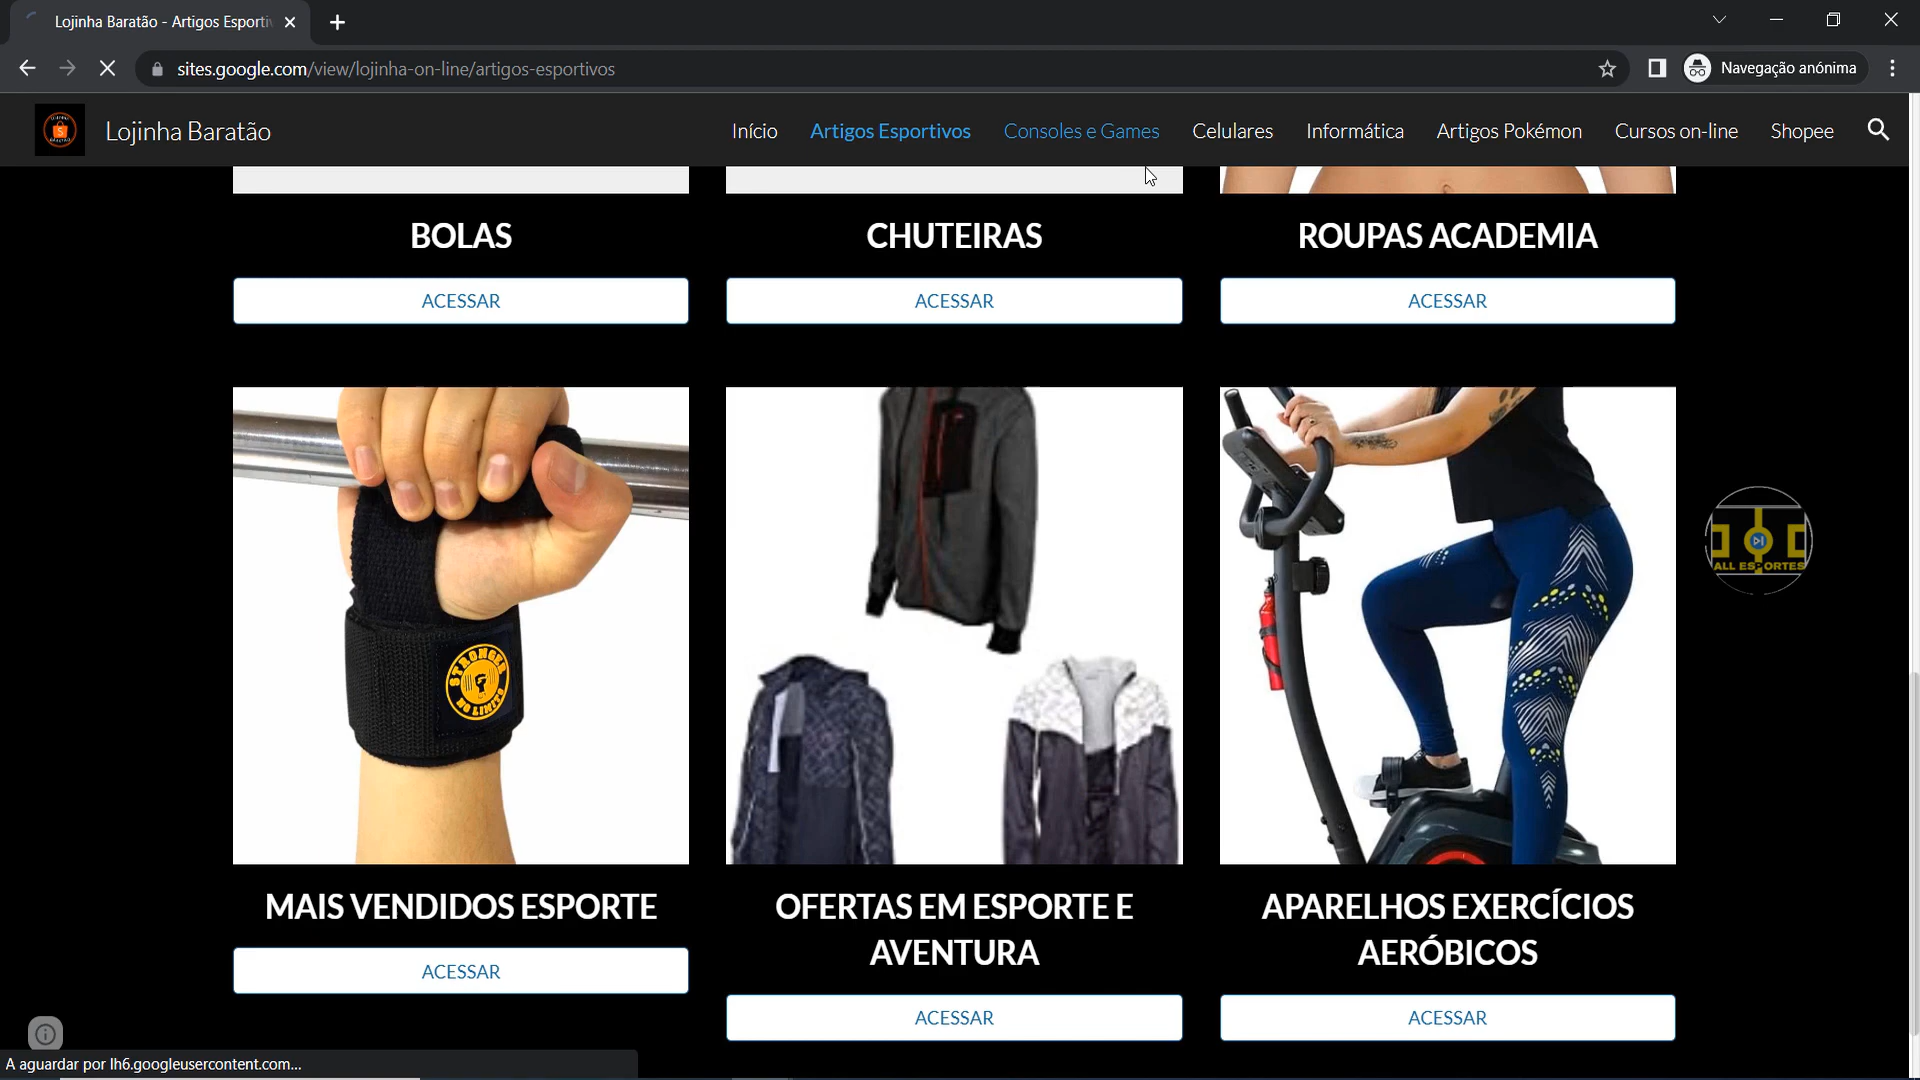 Lojinha Baratão - Artigos Esporti
sites.google.com/view/lojinha-on-line/artigos-esportivos
Navegação anónima
Lojinha Baratão
Início Artigos Esportivos Consoles e Games Celulares Informática Artigos Pokémon Cursos on-line Shopee
BOLAS
CHUTEIRAS
ROUPAS ACADEMIA
ACESSAR
ACESSAR
ACESSAR
STRONGER
NO LIMITS
ALL ESPORTES
MAIS VENDIDOS ESPORTE
ACESSAR
OFERTAS EM ESPORTE E
AVENTURA
ACESSAR
APARELHOS EXERCÍCIOS
AERÓBICOS
ACESSAR
A aguardar por lh6.googleusercontent.com...